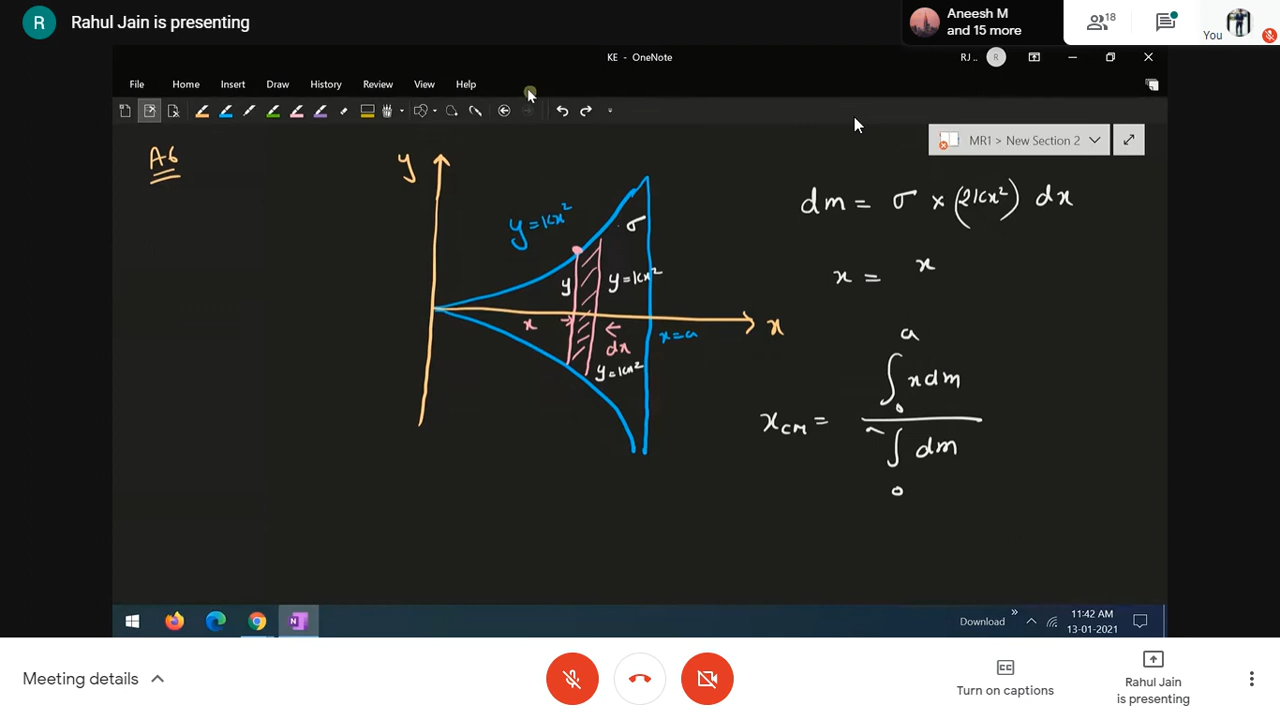 R Rahul Jain is presenting
Aneesh M
and 15 more
18
You
KE - OneNote
RJ ..
R
File Home Insert Draw History Review View Help
MR1 > New Section 2
A6
y
y = kx²
σ
y
y = kx²
x
dx
x = a
x
y = kx²
dm = σ × (2kx²) dx
x = x
a
∫ x dm
0
x_CM =
∫ dm
0
Download
11:42 AM
13-01-2021
Meeting details
CC
Turn on captions
Rahul Jain
is presenting